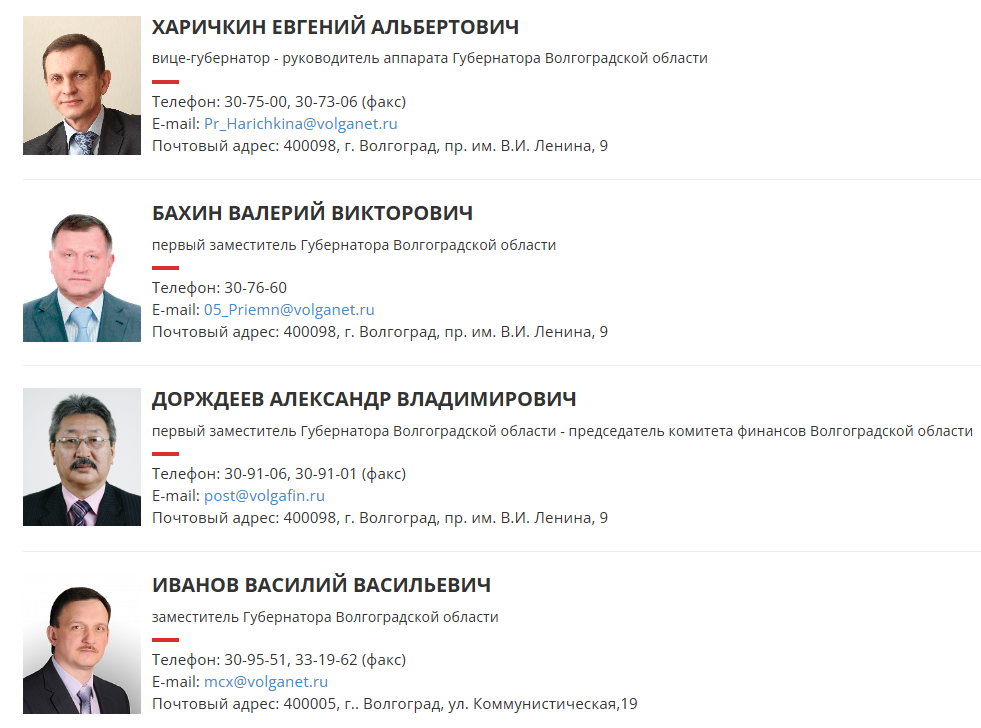 ХАРИЧКИН ЕВГЕНИЙ АЛЬБЕРТОВИЧ
вице-губернатор - руководитель аппарата Губернатора Волгоградской области
Телефон: 30-75-00, 30-73-06 (факс)
E-mail: Pr_Harichkina@volganet.ru
Почтовый адрес: 400098, г. Волгоград, пр. им. В.И. Ленина, 9
БАХИН ВАЛЕРИЙ ВИКТОРОВИЧ
первый заместитель Губернатора Волгоградской области
Телефон: 30-76-60
E-mail: 05_Priemn@volganet.ru
Почтовый адрес: 400098, г. Волгоград, пр. им. В.И. Ленина, 9
ДОРЖДЕЕВ АЛЕКСАНДР ВЛАДИМИРОВИЧ
первый заместитель Губернатора Волгоградской области - председатель комитета финансов Волгоградской области
Телефон: 30-91-06, 30-91-01 (факс)
E-mail: post@volgafin.ru
Почтовый адрес: 400098, г. Волгоград, пр. им. В.И. Ленина, 9
ИВАНОВ ВАСИЛИЙ ВАСИЛЬЕВИЧ
заместитель Губернатора Волгоградской области
Телефон: 30-95-51, 33-19-62 (факс)
E-mail: mcx@volganet.ru
Почтовый адрес: 400005, г.. Волгоград, ул. Коммунистическая,19